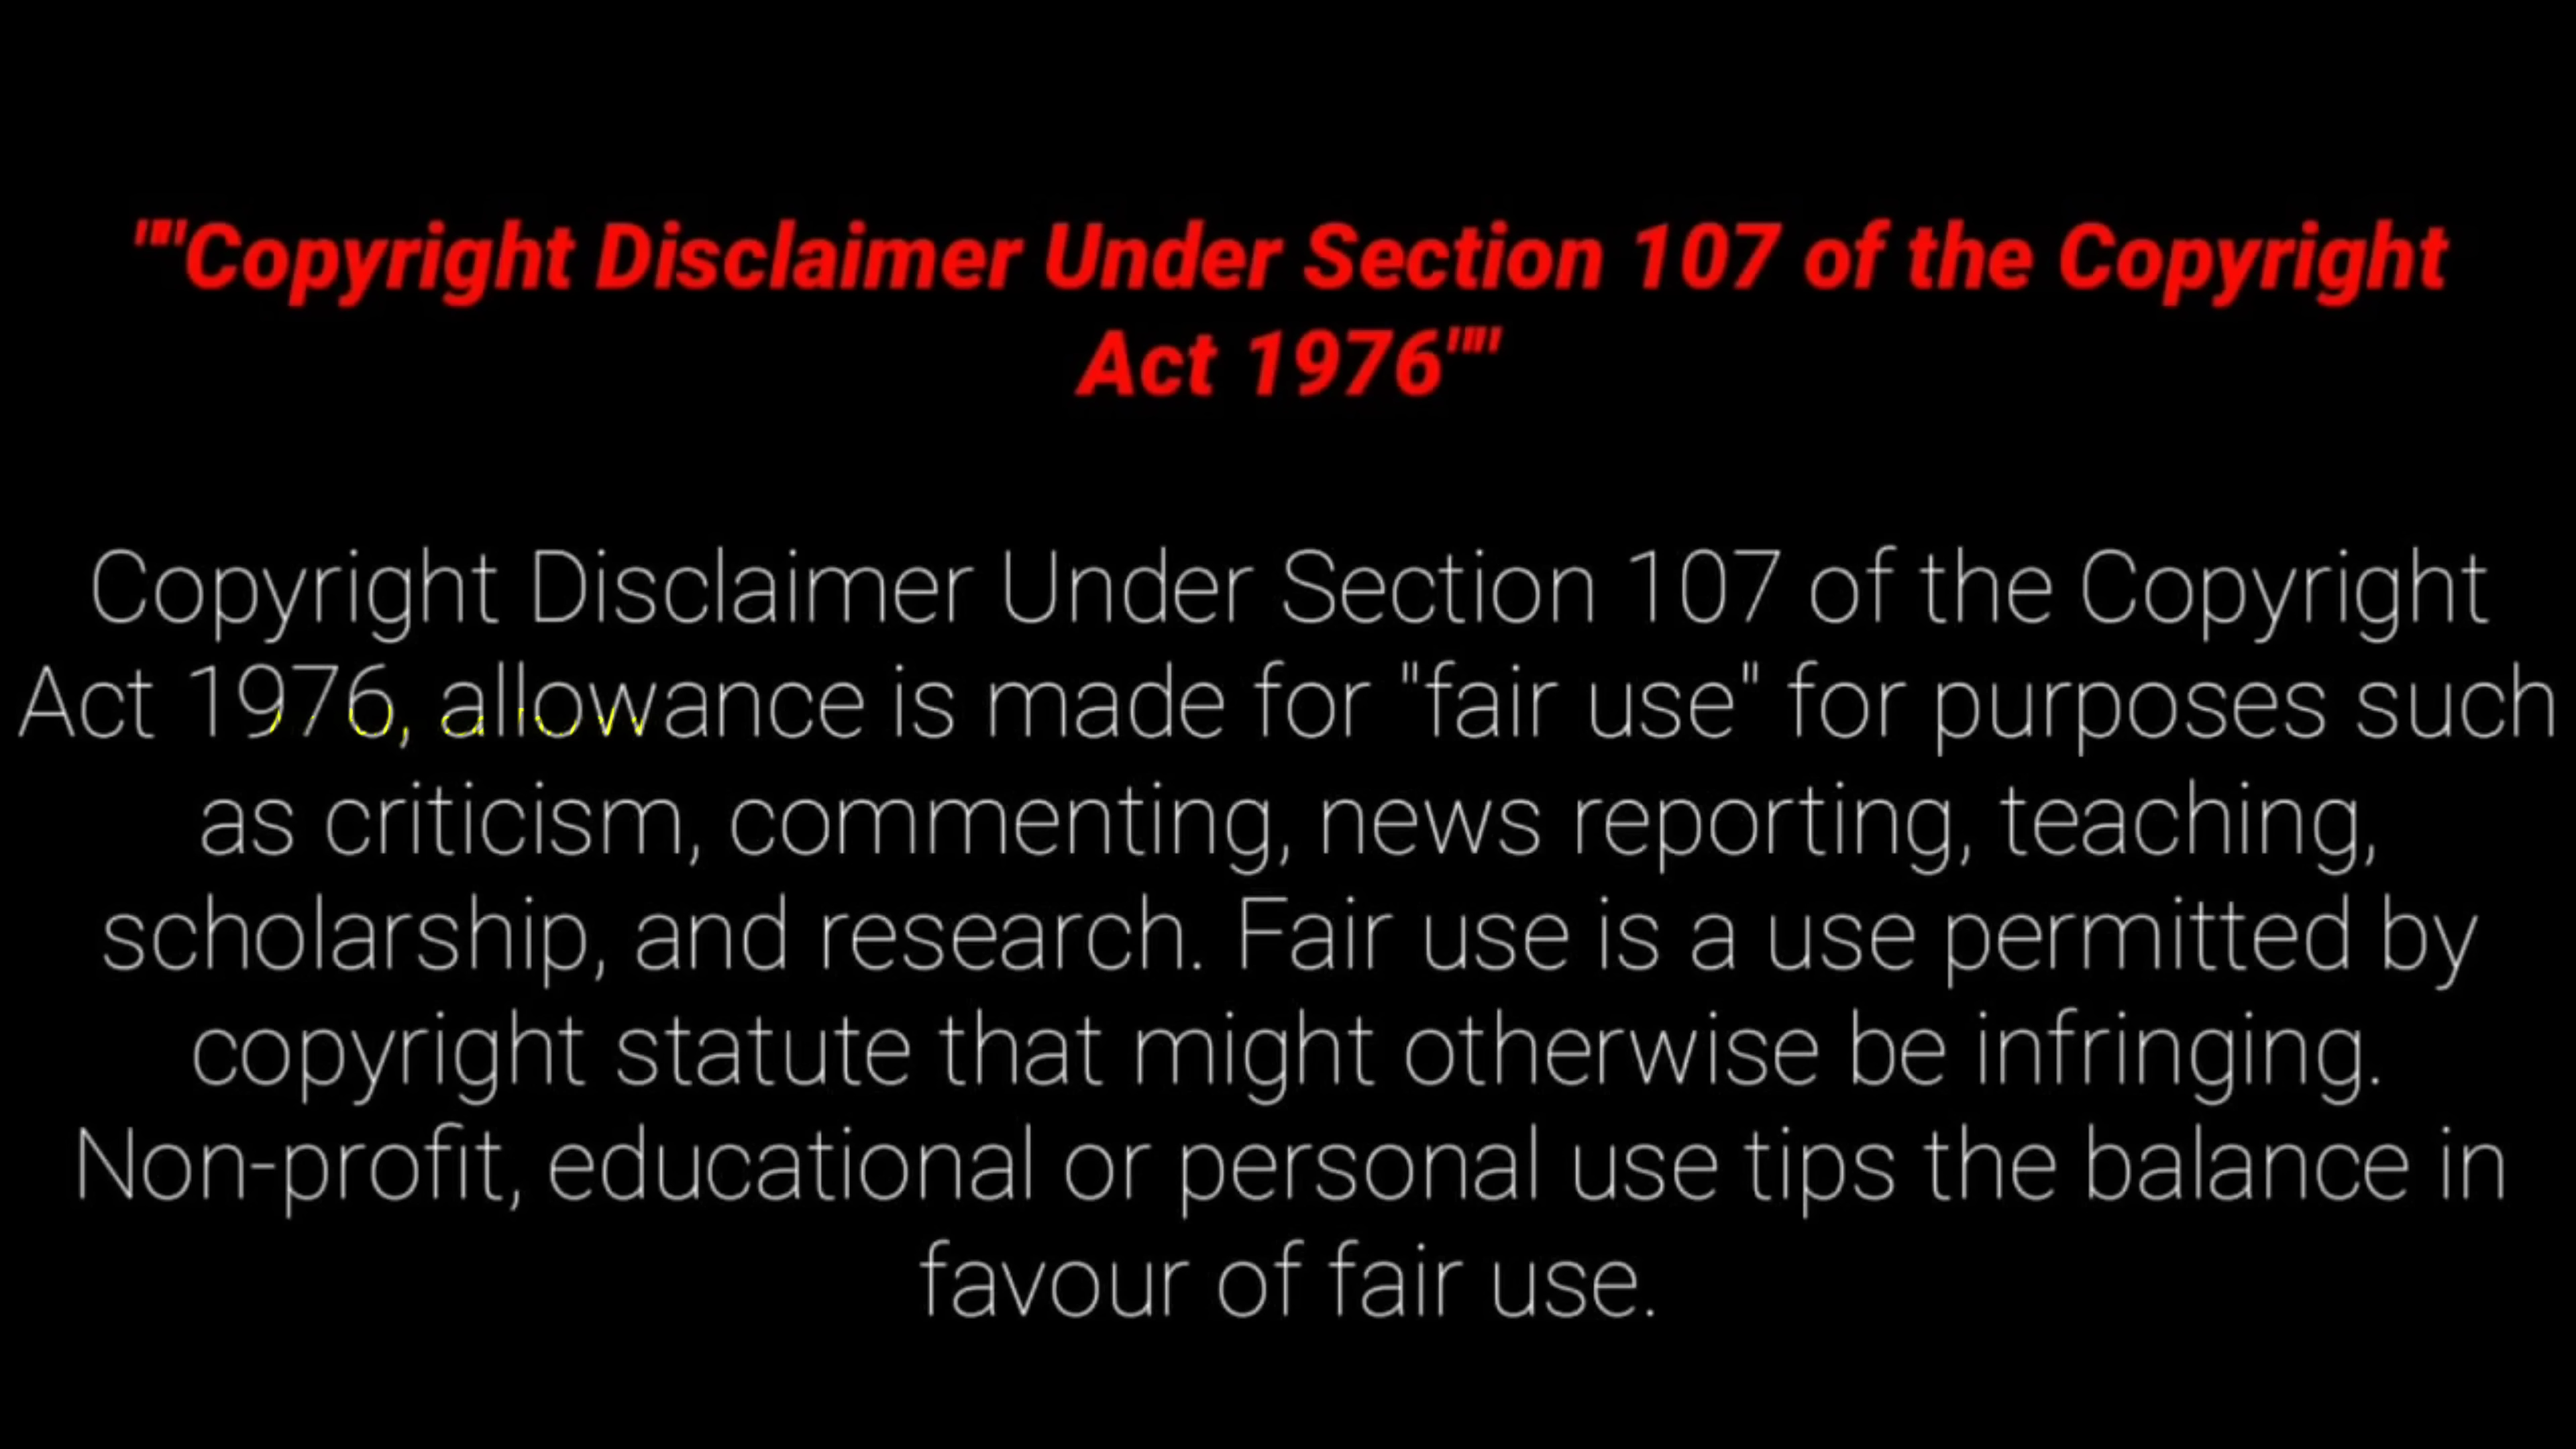 ""Copyright Disclaimer Under Section 107 of the Copyright
Act 1976""
Copyright Disclaimer Under Section 107 of the Copyright
Act 1976, allowance is made for "fair use" for purposes such
as criticism, commenting, news reporting, teaching,
scholarship, and research. Fair use is a use permitted by
copyright statute that might otherwise be infringing.
Non-profit, educational or personal use tips the balance in
favour of fair use.